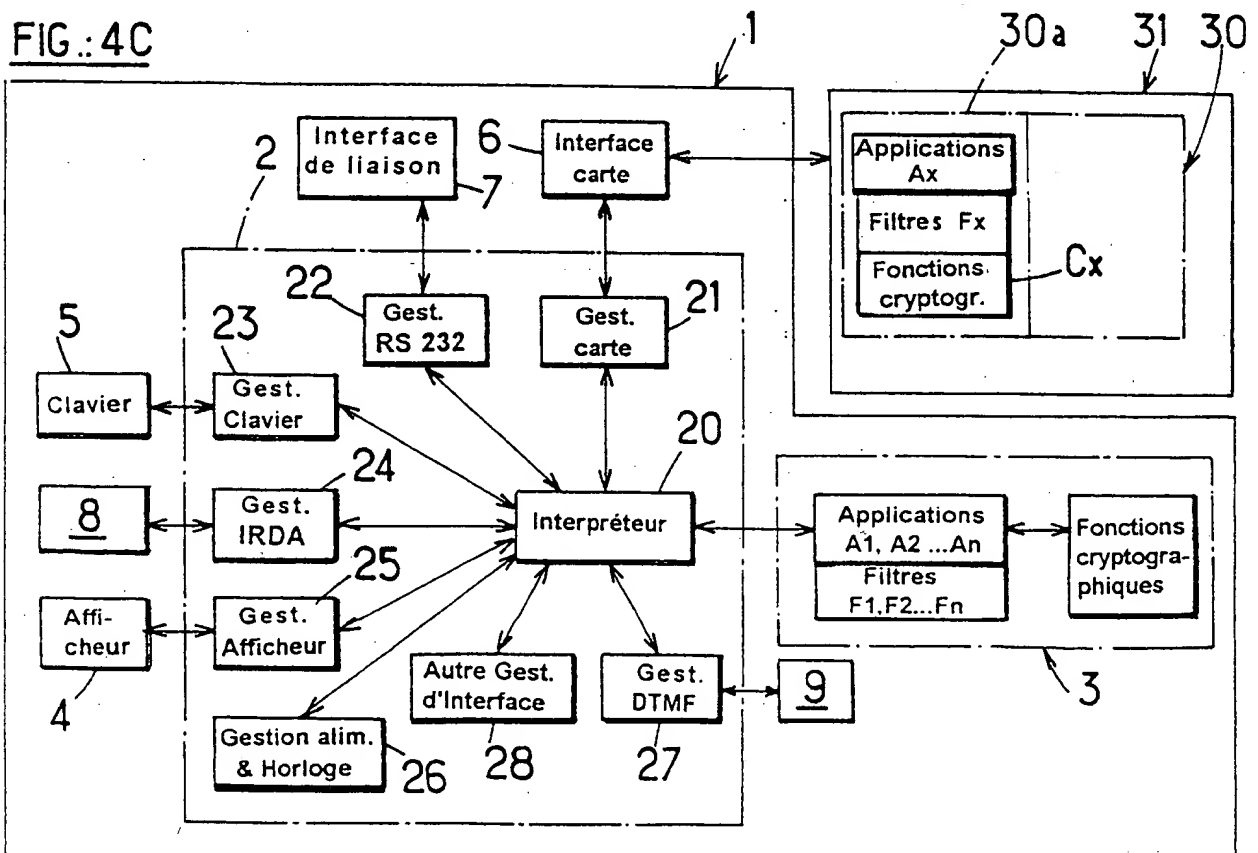 FIG.: 4C
1
30a
31
30
2
Interface
de liaison
7
6
Interface
carte
Applications
Ax
Filtres Fx
Fonctions
cryptogr.
Cx
22
Gest.
RS 232
Gest.
carte
21
5
Clavier
23
Gest.
Clavier
8
24
Gest.
IRDA
20
Interpréteur
Applications
A1, A2 ...An
Filtres
F1,F2...Fn
Fonctions
cryptogra-
phiques
3
Affi-
cheur
4
25
Gest.
Afficheur
Autre Gest.
d'Interface
28
Gest.
DTMF
27
9
Gestion alim.
& Horloge
26